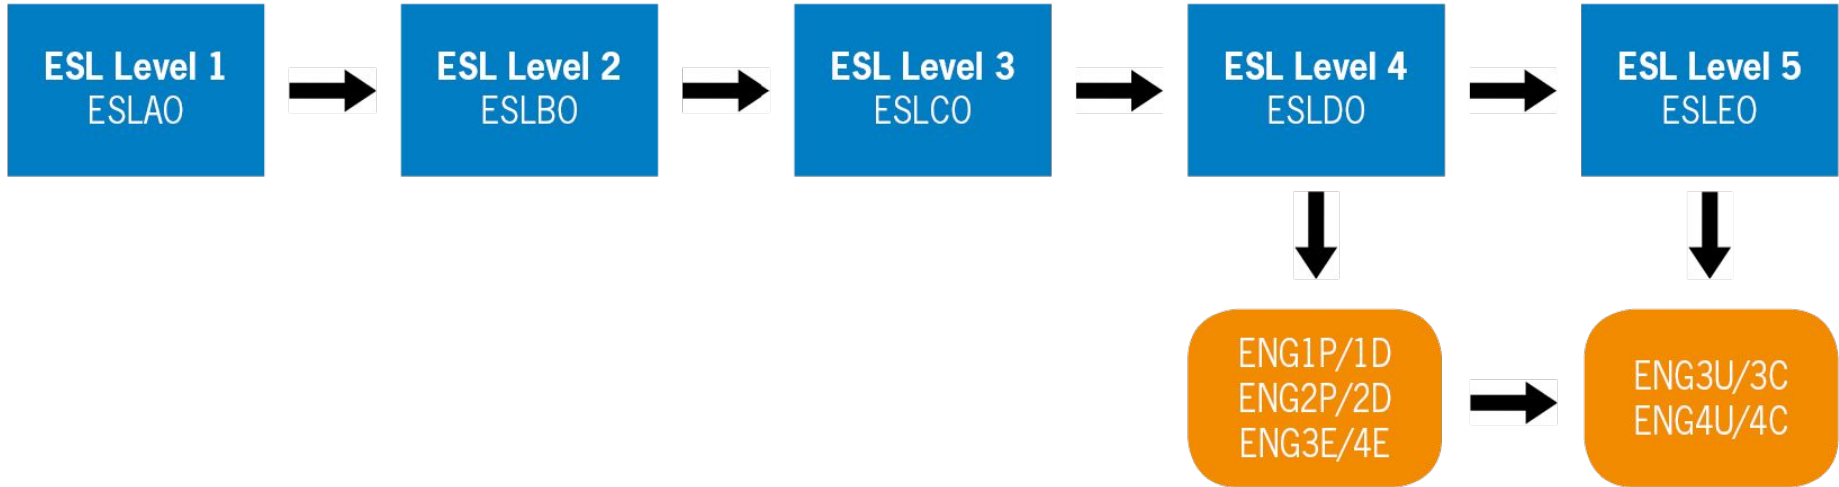 ESL Level 1
ESLAO
ESL Level 2
ESLBO
ESL Level 3
ESLCO
ESL Level 4
ESLDO
ESL Level 5
ESLEO
ENG1P/1D
ENG2P/2D
ENG3E/4E
ENG3U/3C
ENG4U/4C